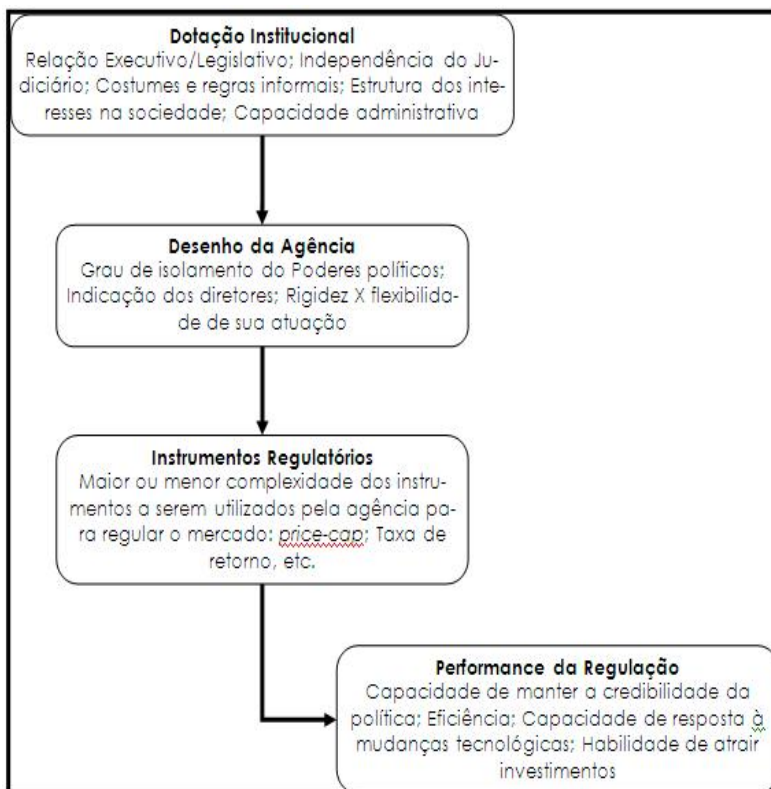 Dotação Institucional
Relação Executivo/Legislativo; Independência do Ju-
diciário; Costumes e regras informais; Estrutura dos inte-
resses na sociedade; Capacidade administrativa
Desenho da Agência
Grau de isolamento do Poderes políticos;
Indicação dos diretores; Rigidez X flexibilida-
de de sua atuação
Instrumentos Regulatórios
Maior ou menor complexidade dos instru-
mentos a serem utilizados pela agência pa-
ra regular o mercado: price-cap; Taxa de
retorno, etc.
Performance da Regulação
Capacidade de manter a credibilidade da
política; Eficiência; Capacidade de resposta à
mudanças tecnológicas; Habilidade de atrair
investimentos